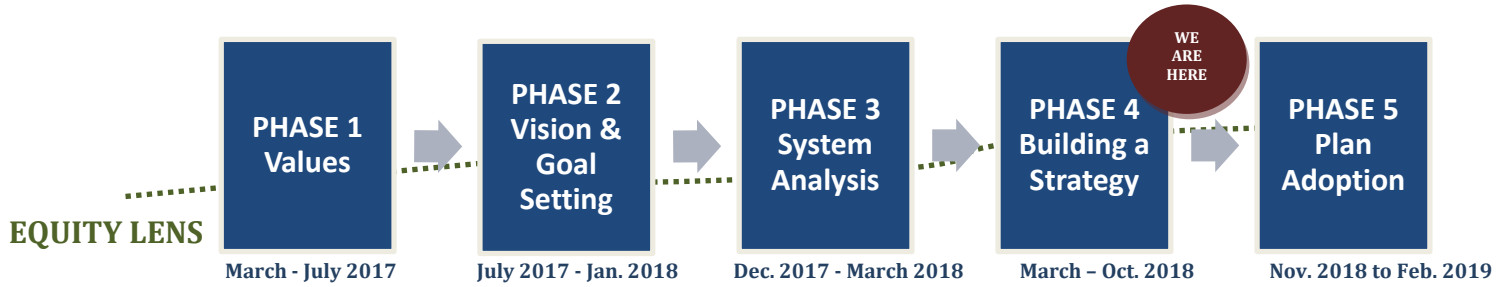 WE
ARE
HERE
PHASE 1
Values
PHASE 2
Vision &
Goal
Setting
PHASE 3
System
Analysis
PHASE 4
Building a
Strategy
PHASE 5
Plan
Adoption
EQUITY LENS
March - July 2017
July 2017 - Jan. 2018
Dec. 2017 - March 2018
March – Oct. 2018
Nov. 2018 to Feb. 2019